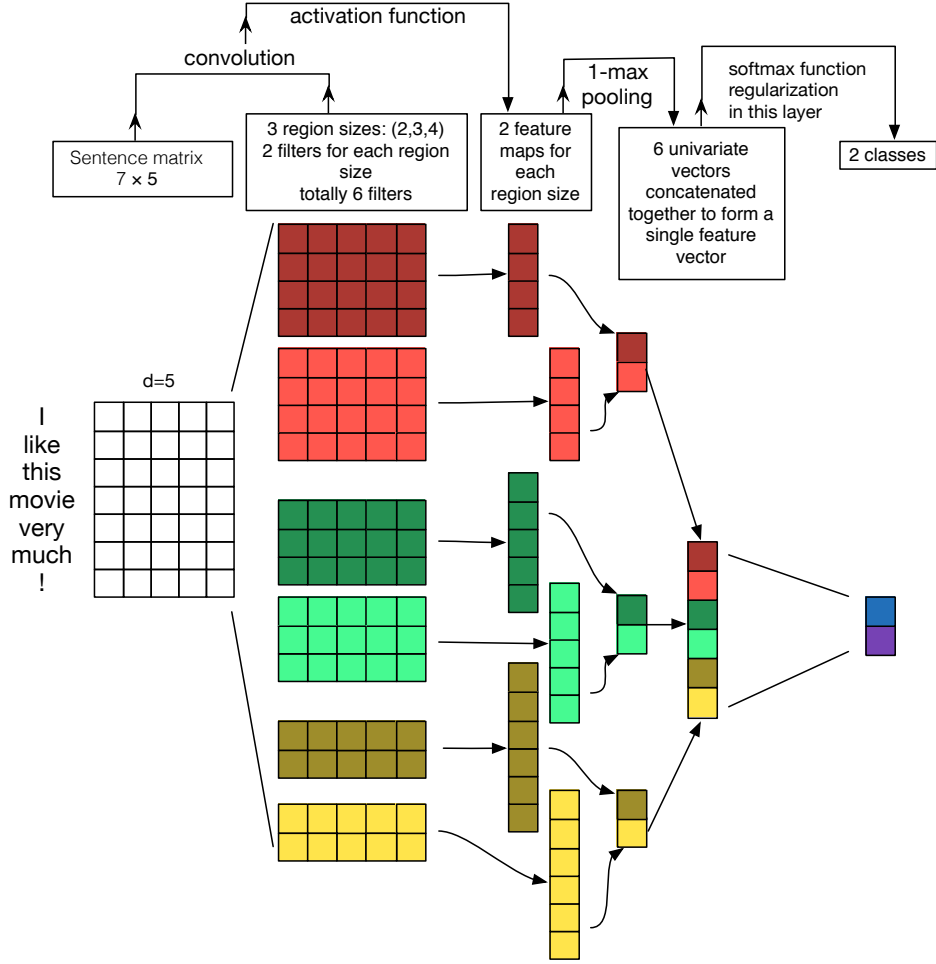 activation function
convolution
1-max
pooling
softmax function
regularization
in this layer
Sentence matrix
7 × 5
3 region sizes: (2,3,4)
2 filters for each region
size
totally 6 filters
2 feature
maps for
each
region size
6 univariate
vectors
concatenated
together to form a
single feature
vector
2 classes
d=5
I
like
this
movie
very
much
!